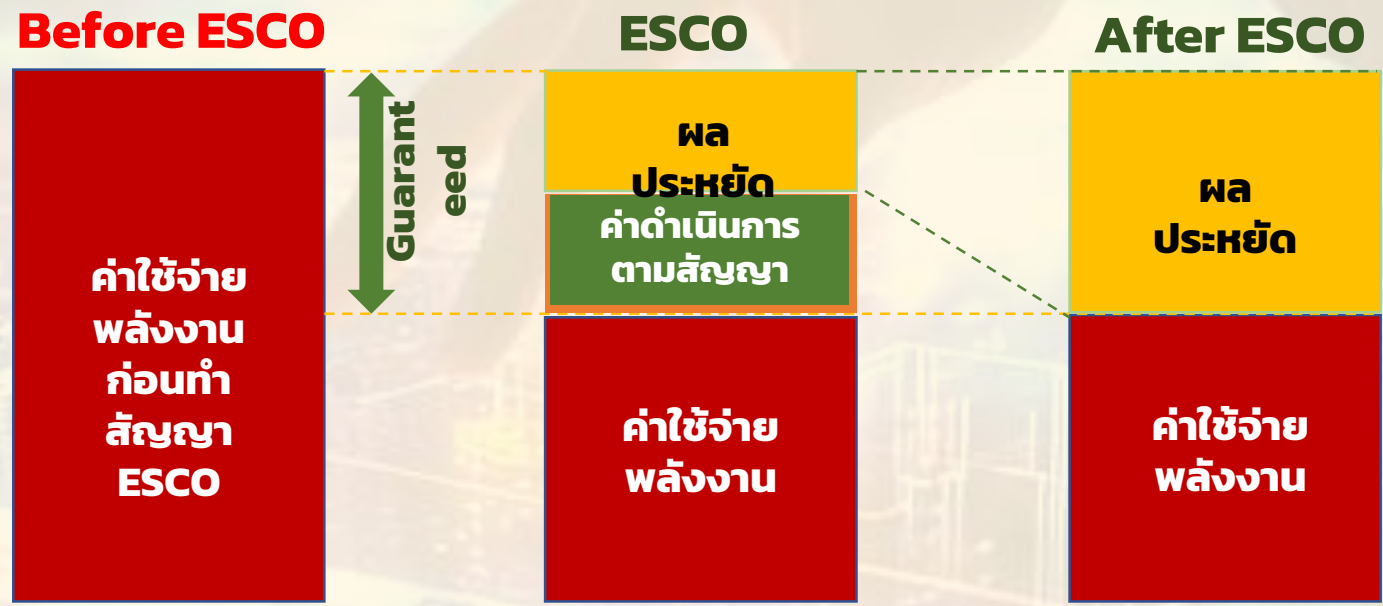 Before ESCO
ESCO
After ESCO
ค่าใช้จ่าย
พลังงาน
ก่อนทำ
สัญญา
ESCO
Guarant
eed
ผล
ประหยัด
ค่าดำเนินการ
ตามสัญญา
ค่าใช้จ่าย
พลังงาน
ผล
ประหยัด
ค่าใช้จ่าย
พลังงาน